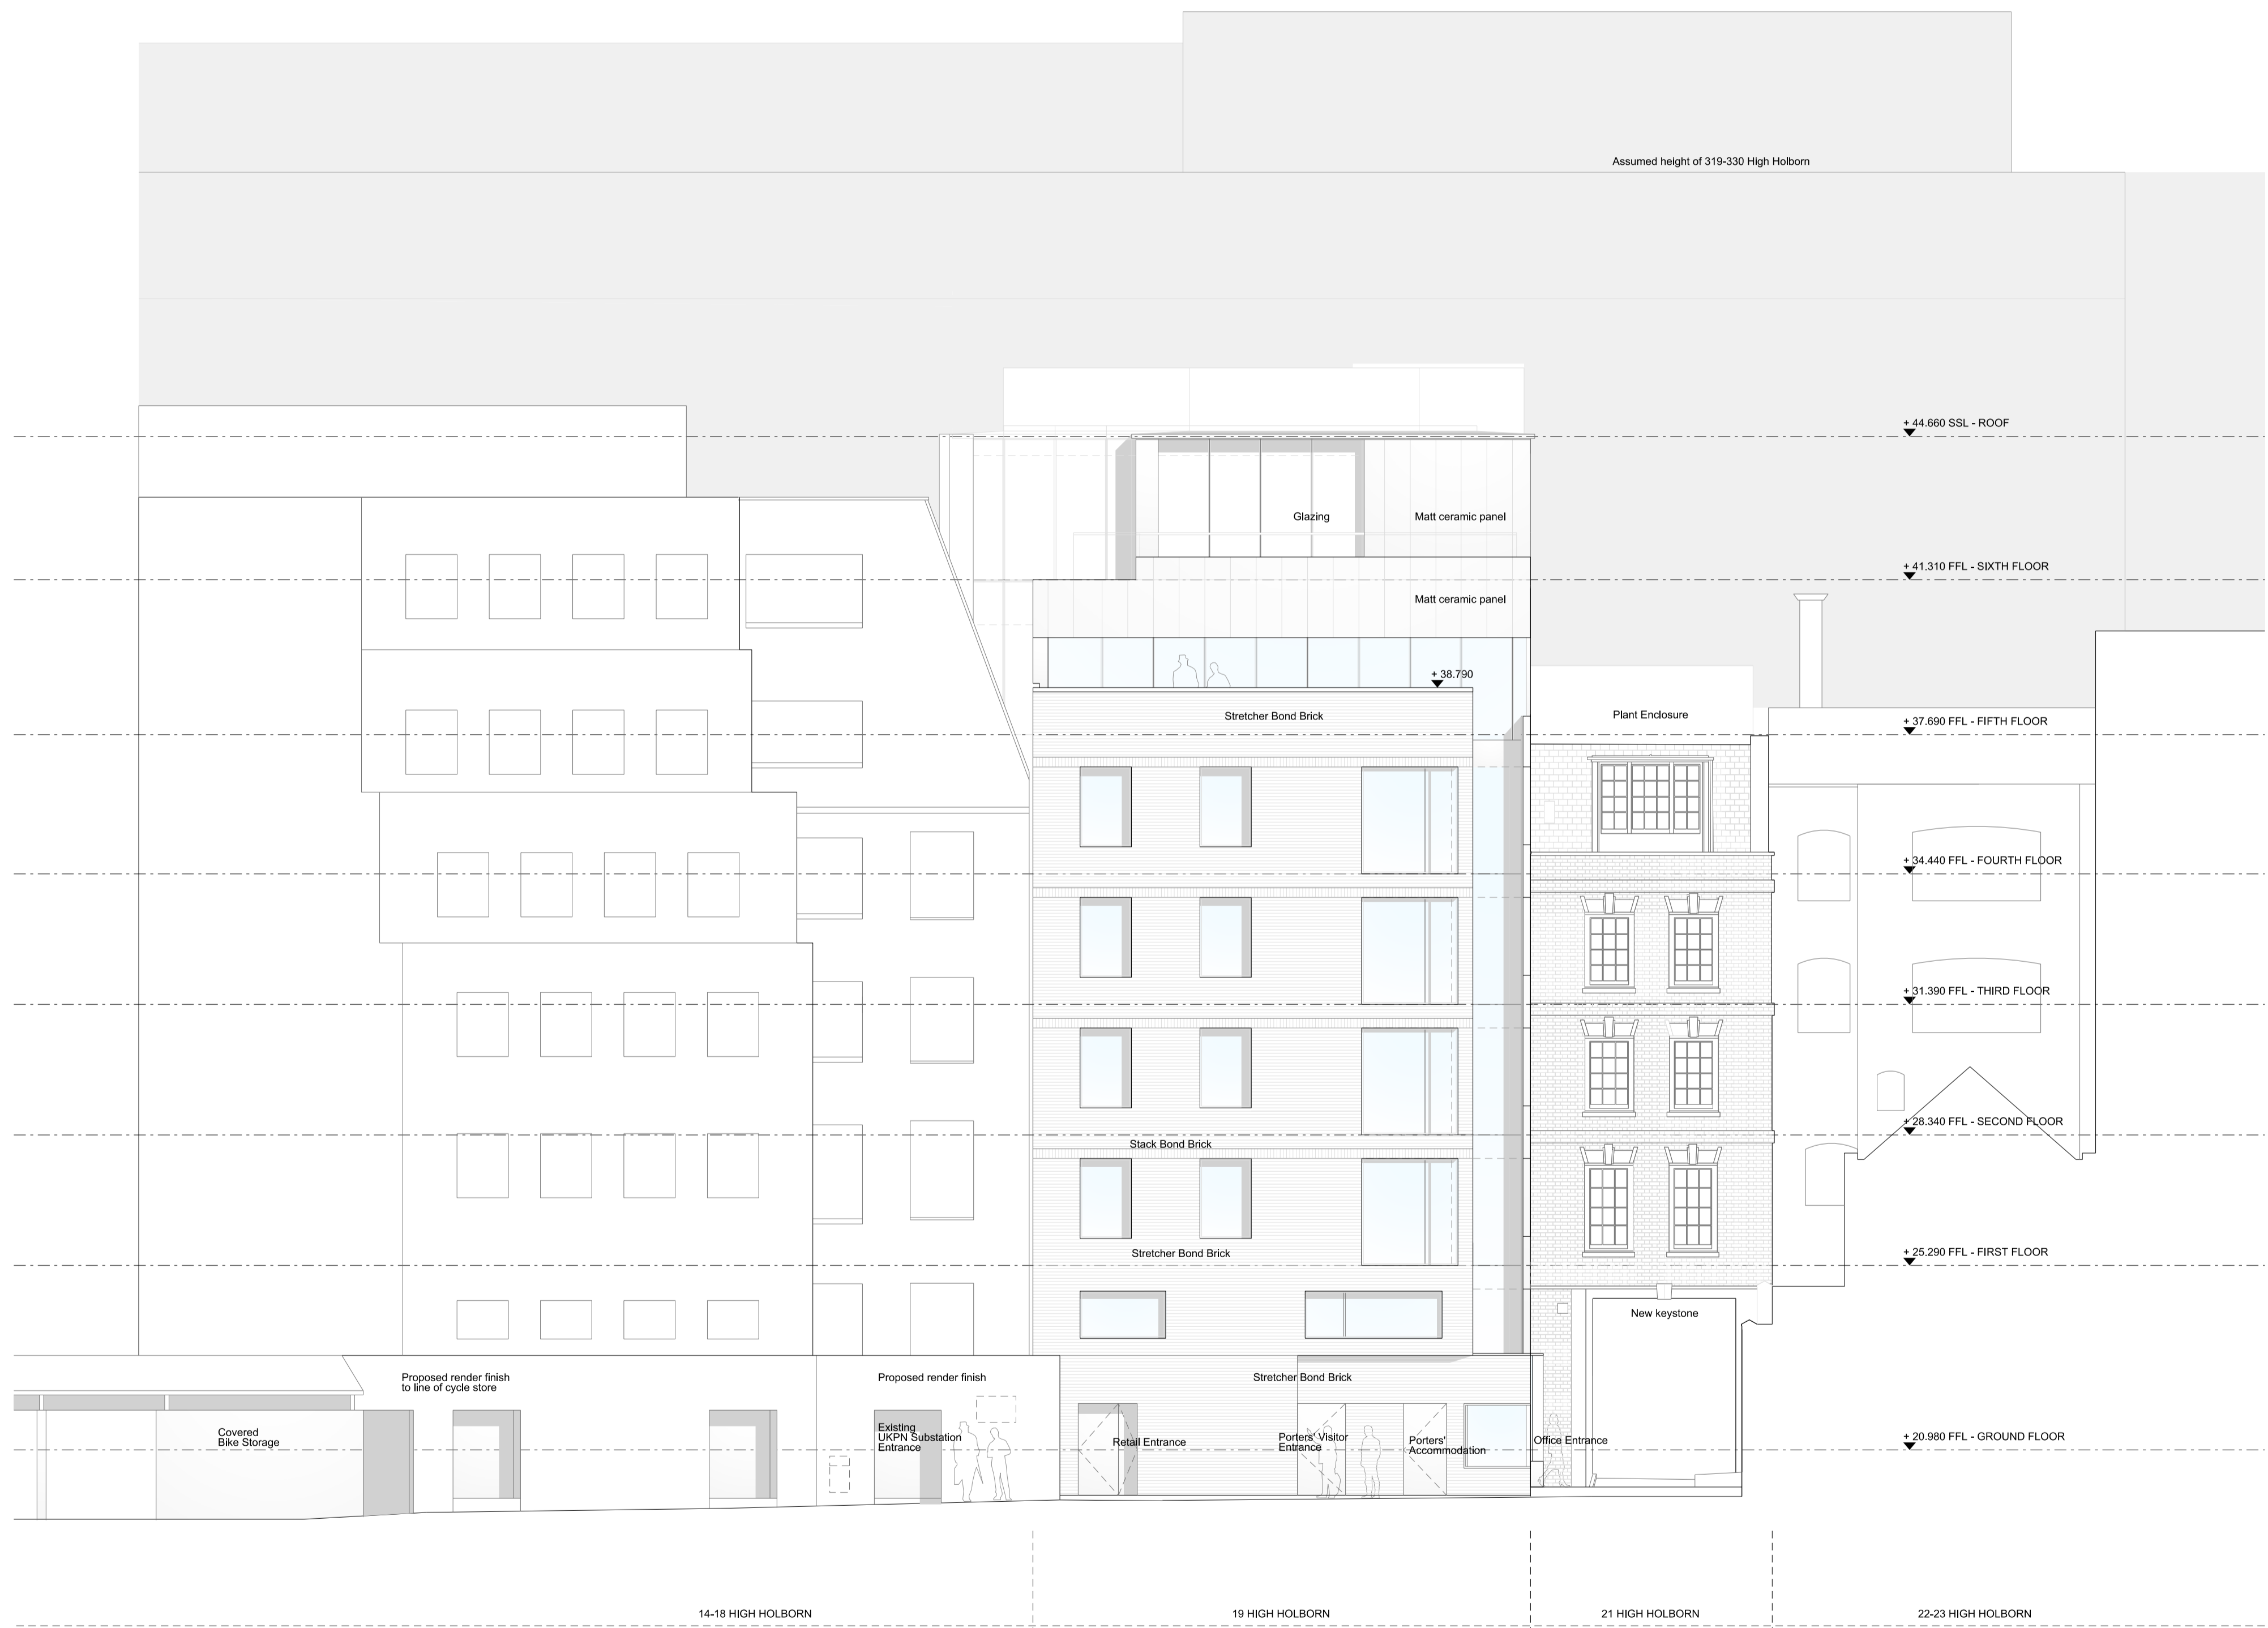 Assumed height of 319-330 High Holborn
+ 44.660 SSL - ROOF
Glazing
Matt ceramic panel
+ 41.310 FFL - SIXTH FLOOR
Matt ceramic panel
+ 38.790
Stretcher Bond Brick
Plant Enclosure
+ 37.690 FFL - FIFTH FLOOR
+ 34.440 FFL - FOURTH FLOOR
+ 31.390 FFL - THIRD FLOOR
+ 28.340 FFL - SECOND FLOOR
Stack Bond Brick
Stretcher Bond Brick
+ 25.290 FFL - FIRST FLOOR
New keystone
Proposed render finish
to line of cycle store
Proposed render finish
Stretcher Bond Brick
Covered
Bike Storage
Existing
UKPN Substation
Entrance
Retail Entrance
Porters' Visitor
Entrance
Porters'
Accommodation
Office Entrance
+ 20.980 FFL - GROUND FLOOR
14-18 HIGH HOLBORN
19 HIGH HOLBORN
21 HIGH HOLBORN
22-23 HIGH HOLBORN